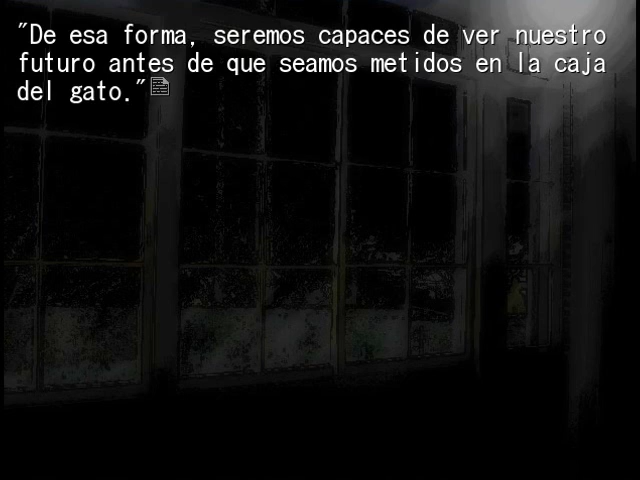 "De esa forma, seremos capaces de ver nuestro
futuro antes de que seamos metidos en la caja
del gato."